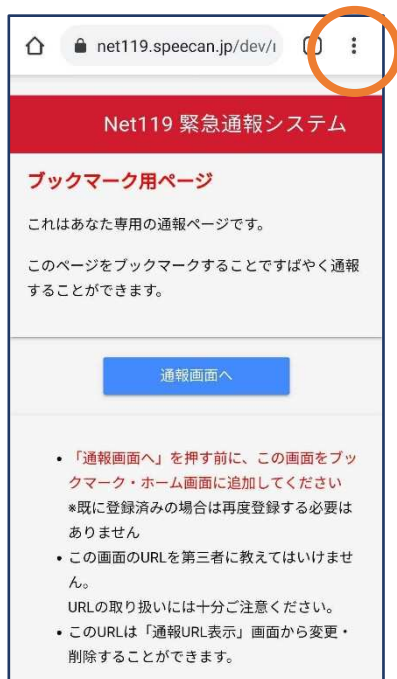 net119.speecan.jp/dev/
Net119 緊急通報システム
ブックマーク用ページ
これはあなた専用の通報ページです。
このページをブックマークすることですばやく通報
することができます。
通報画面へ
• 「通報画面へ」を押す前に、この画面をブッ
クマーク・ホーム画面に追加してください
*既に登録済みの場合は再度登録する必要は
ありません
• この画面のURLを第三者に教えてはいけませ
ん。
URLの取り扱いには十分ご注意ください。
• このURLは「通報URL表示」画面から変更・
削除することができます。